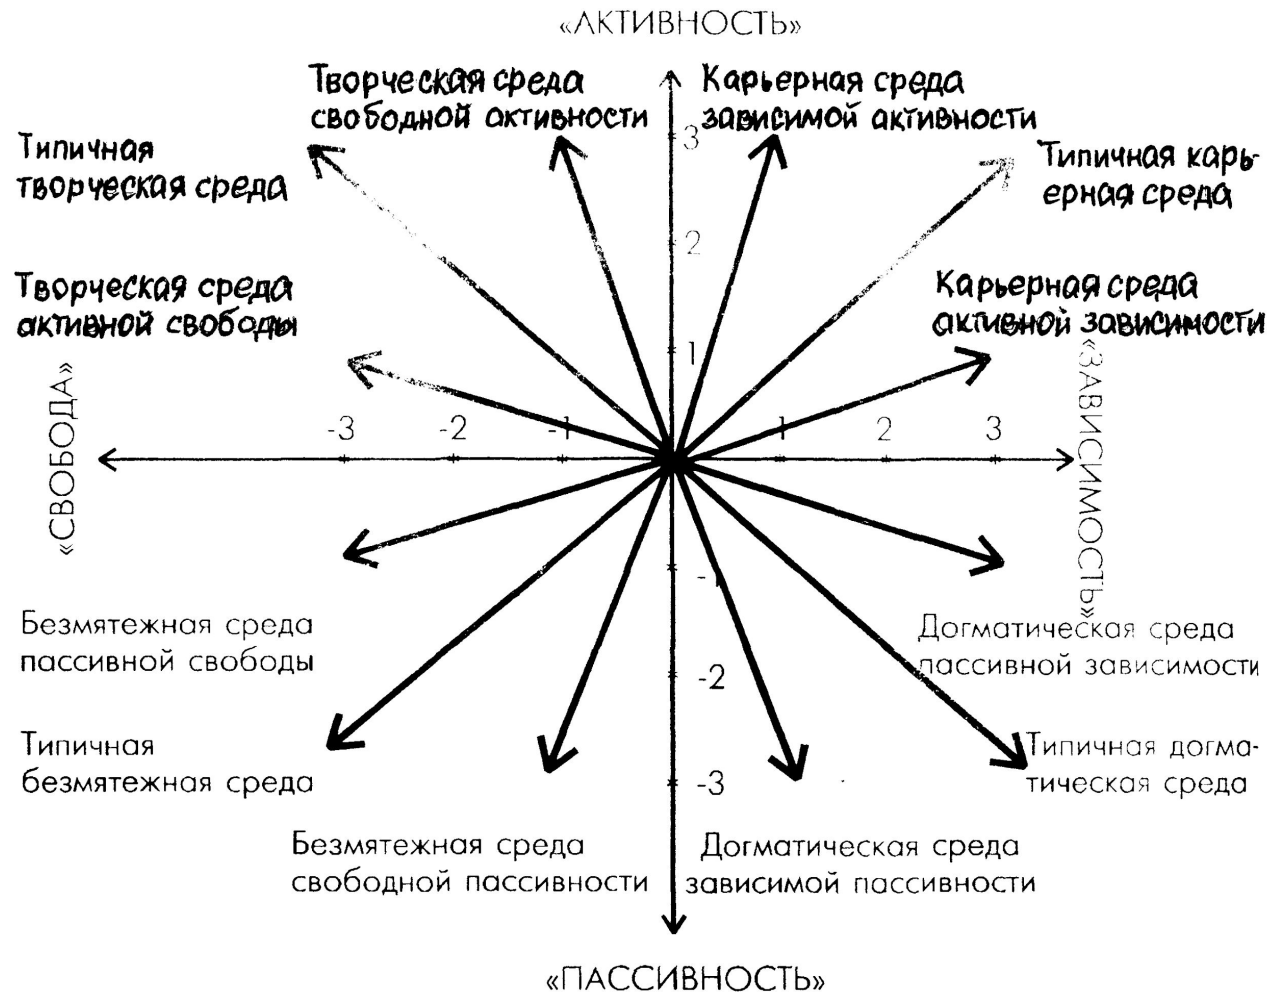 «АКТИВНОСТЬ»
Творческая среда
свободной активности
Карьерная среда
зависимой активности
Типичная
творческая среда
Типичная карь-
ерная среда
Творческая среда
активной свободы
Карьерная среда
активной зависимости
3
2
1
«СВОБОДА»
«ЗАВИСИМОСТЬ»
-3 -2 -1 1 2 3
-1
-2
-3
Безмятежная среда
пассивной свободы
Догматическая среда
пассивной зависимости
Типичная
безмятежная среда
Типичная догма-
тическая среда
Безмятежная среда
свободной пассивности
Догматическая среда
зависимой пассивности
«ПАССИВНОСТЬ»